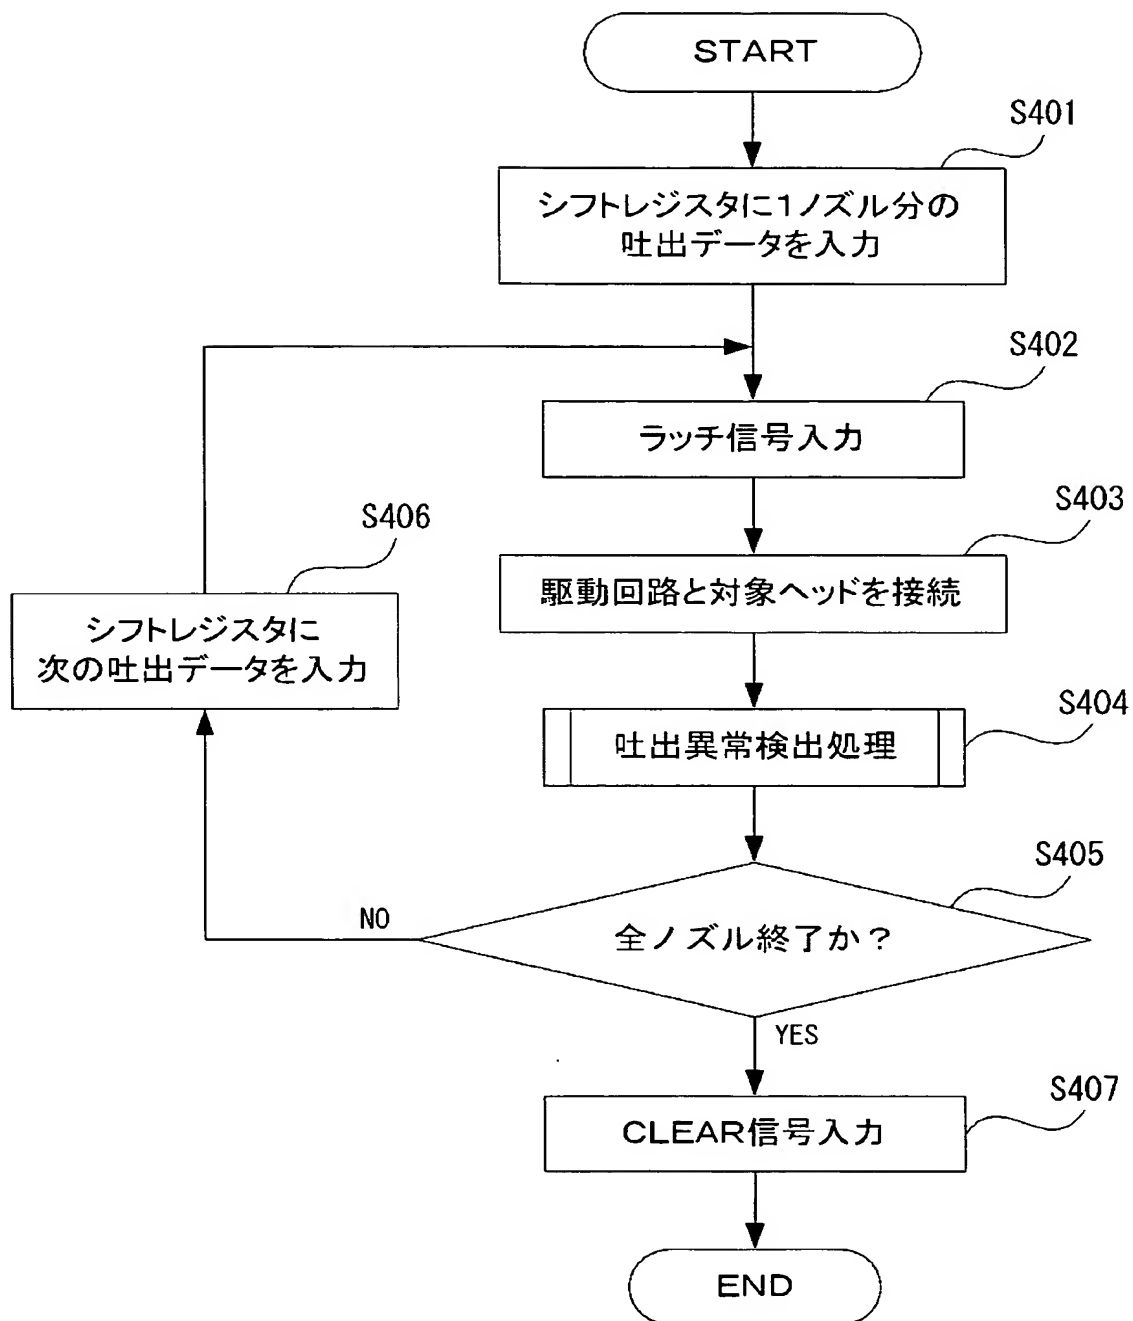 START
S401
シフトレジスタに1ノズル分の
吐出データを入力
S402
ラッチ信号入力
S403
駆動回路と対象ヘッドを接続
S406
シフトレジスタに
次の吐出データを入力
S404
吐出異常検出処理
S405
全ノズル終了か?
NO
YES
S407
CLEAR信号入力
END